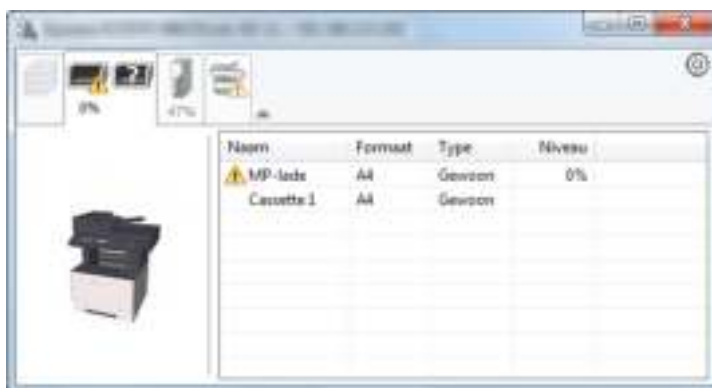 0%
47%
Naam Formaat Type Niveau
MP-lade A4 Gewoon 0%
Cassette 1 A4 Gewoon